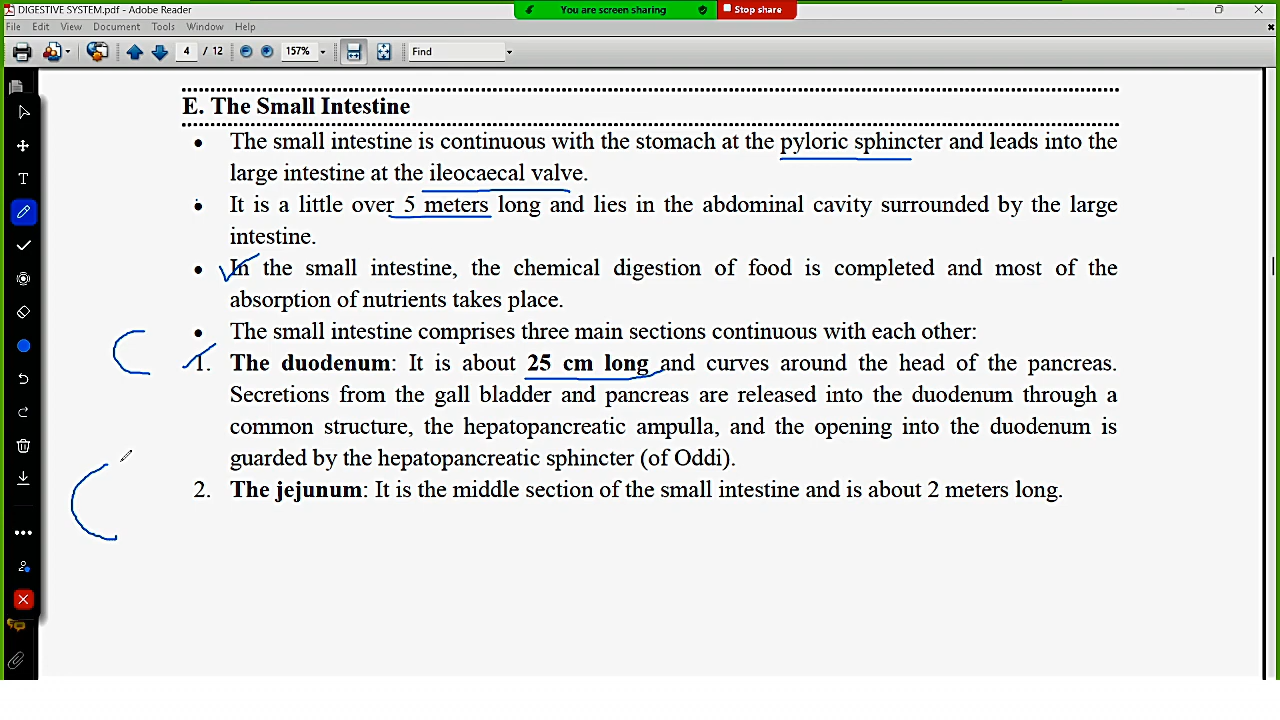 DIGESTIVE SYSTEM.pdf - Adobe Reader
You are screen sharing
Stop share
File Edit View Document Tools Window Help
4 / 12 157% Find
E. The Small Intestine
• The small intestine is continuous with the stomach at the pyloric sphincter and leads into the
large intestine at the ileocaecal valve.
• It is a little over 5 meters long and lies in the abdominal cavity surrounded by the large
intestine.
• In the small intestine, the chemical digestion of food is completed and most of the
absorption of nutrients takes place.
• The small intestine comprises three main sections continuous with each other:
1. The duodenum: It is about 25 cm long and curves around the head of the pancreas.
Secretions from the gall bladder and pancreas are released into the duodenum through a
common structure, the hepatopancreatic ampulla, and the opening into the duodenum is
guarded by the hepatopancreatic sphincter (of Oddi).
2. The jejunum: It is the middle section of the small intestine and is about 2 meters long.